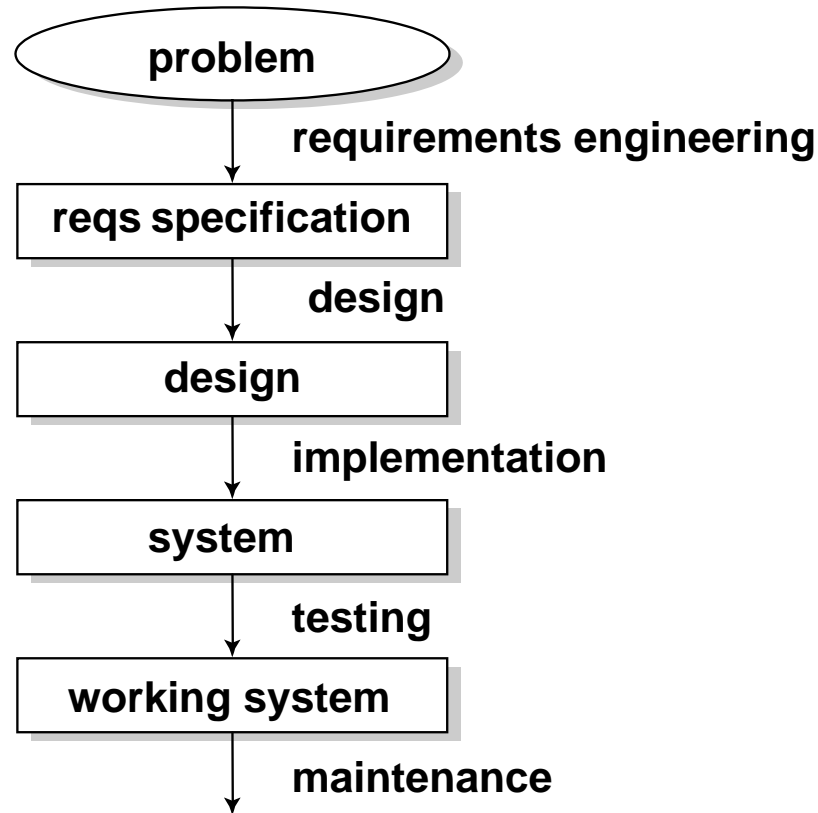 problem
requirements engineering
reqs specification
design
design
implementation
system
testing
working system
maintenance